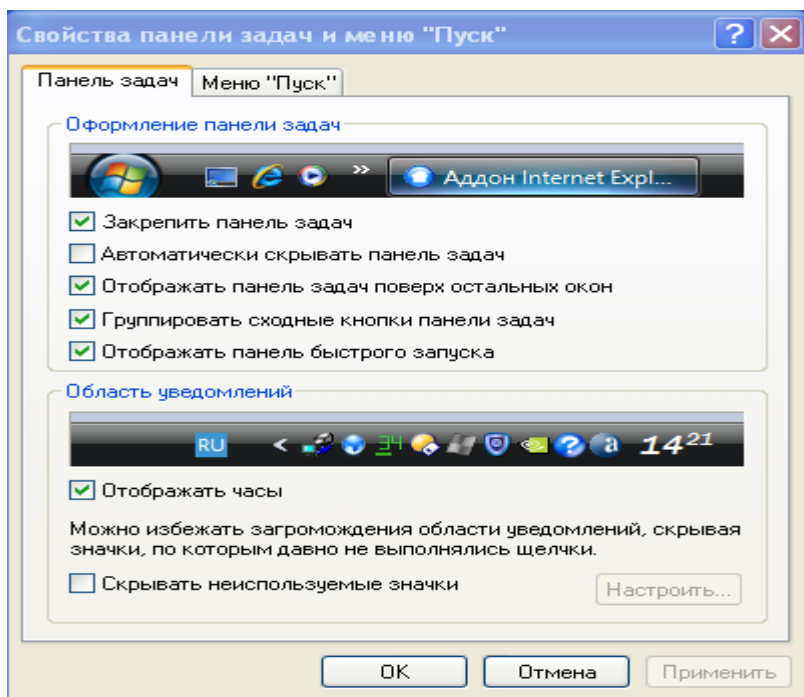 Свойства панели задач и меню "Пуск"
Панель задач
Меню "Пуск"
Оформление панели задач
Аддон Internet Expl...
Закрепить панель задач
Автоматически скрывать панель задач
Отображать панель задач поверх остальных окон
Группировать сходные кнопки панели задач
Отображать панель быстрого запуска
Область уведомлений
RU 34 14 21
Отображать часы
Можно избежать загромождения области уведомлений, скрывая
значки, по которым давно не выполнялись щелчки.
Скрывать неиспользуемые значки
Настроить...
OK Отмена Применить